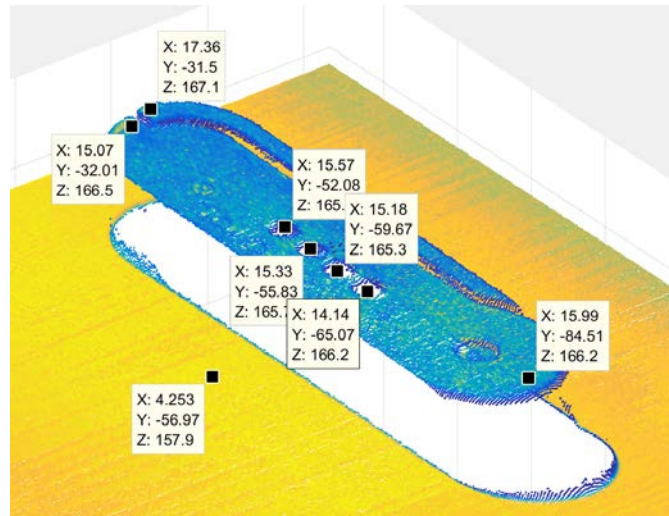 X: 17.36
Y: -31.5
Z: 167.1
X: 15.07
Y: -32.01
Z: 166.5
X: 15.57
Y: -52.08
Z: 165.
X: 15.18
Y: -59.67
Z: 165.3
X: 15.33
Y: -55.83
Z: 165.
X: 14.14
Y: -65.07
Z: 166.2
X: 15.99
Y: -84.51
Z: 166.2
X: 4.253
Y: -56.97
Z: 157.9